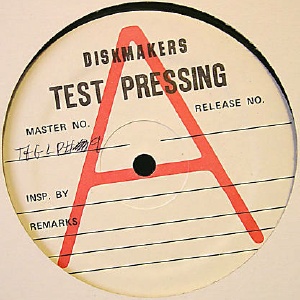 DISKMAKERS
TEST PRESSING
MASTER NO.
RELEASE NO.
INSP. BY
REMARKS
A